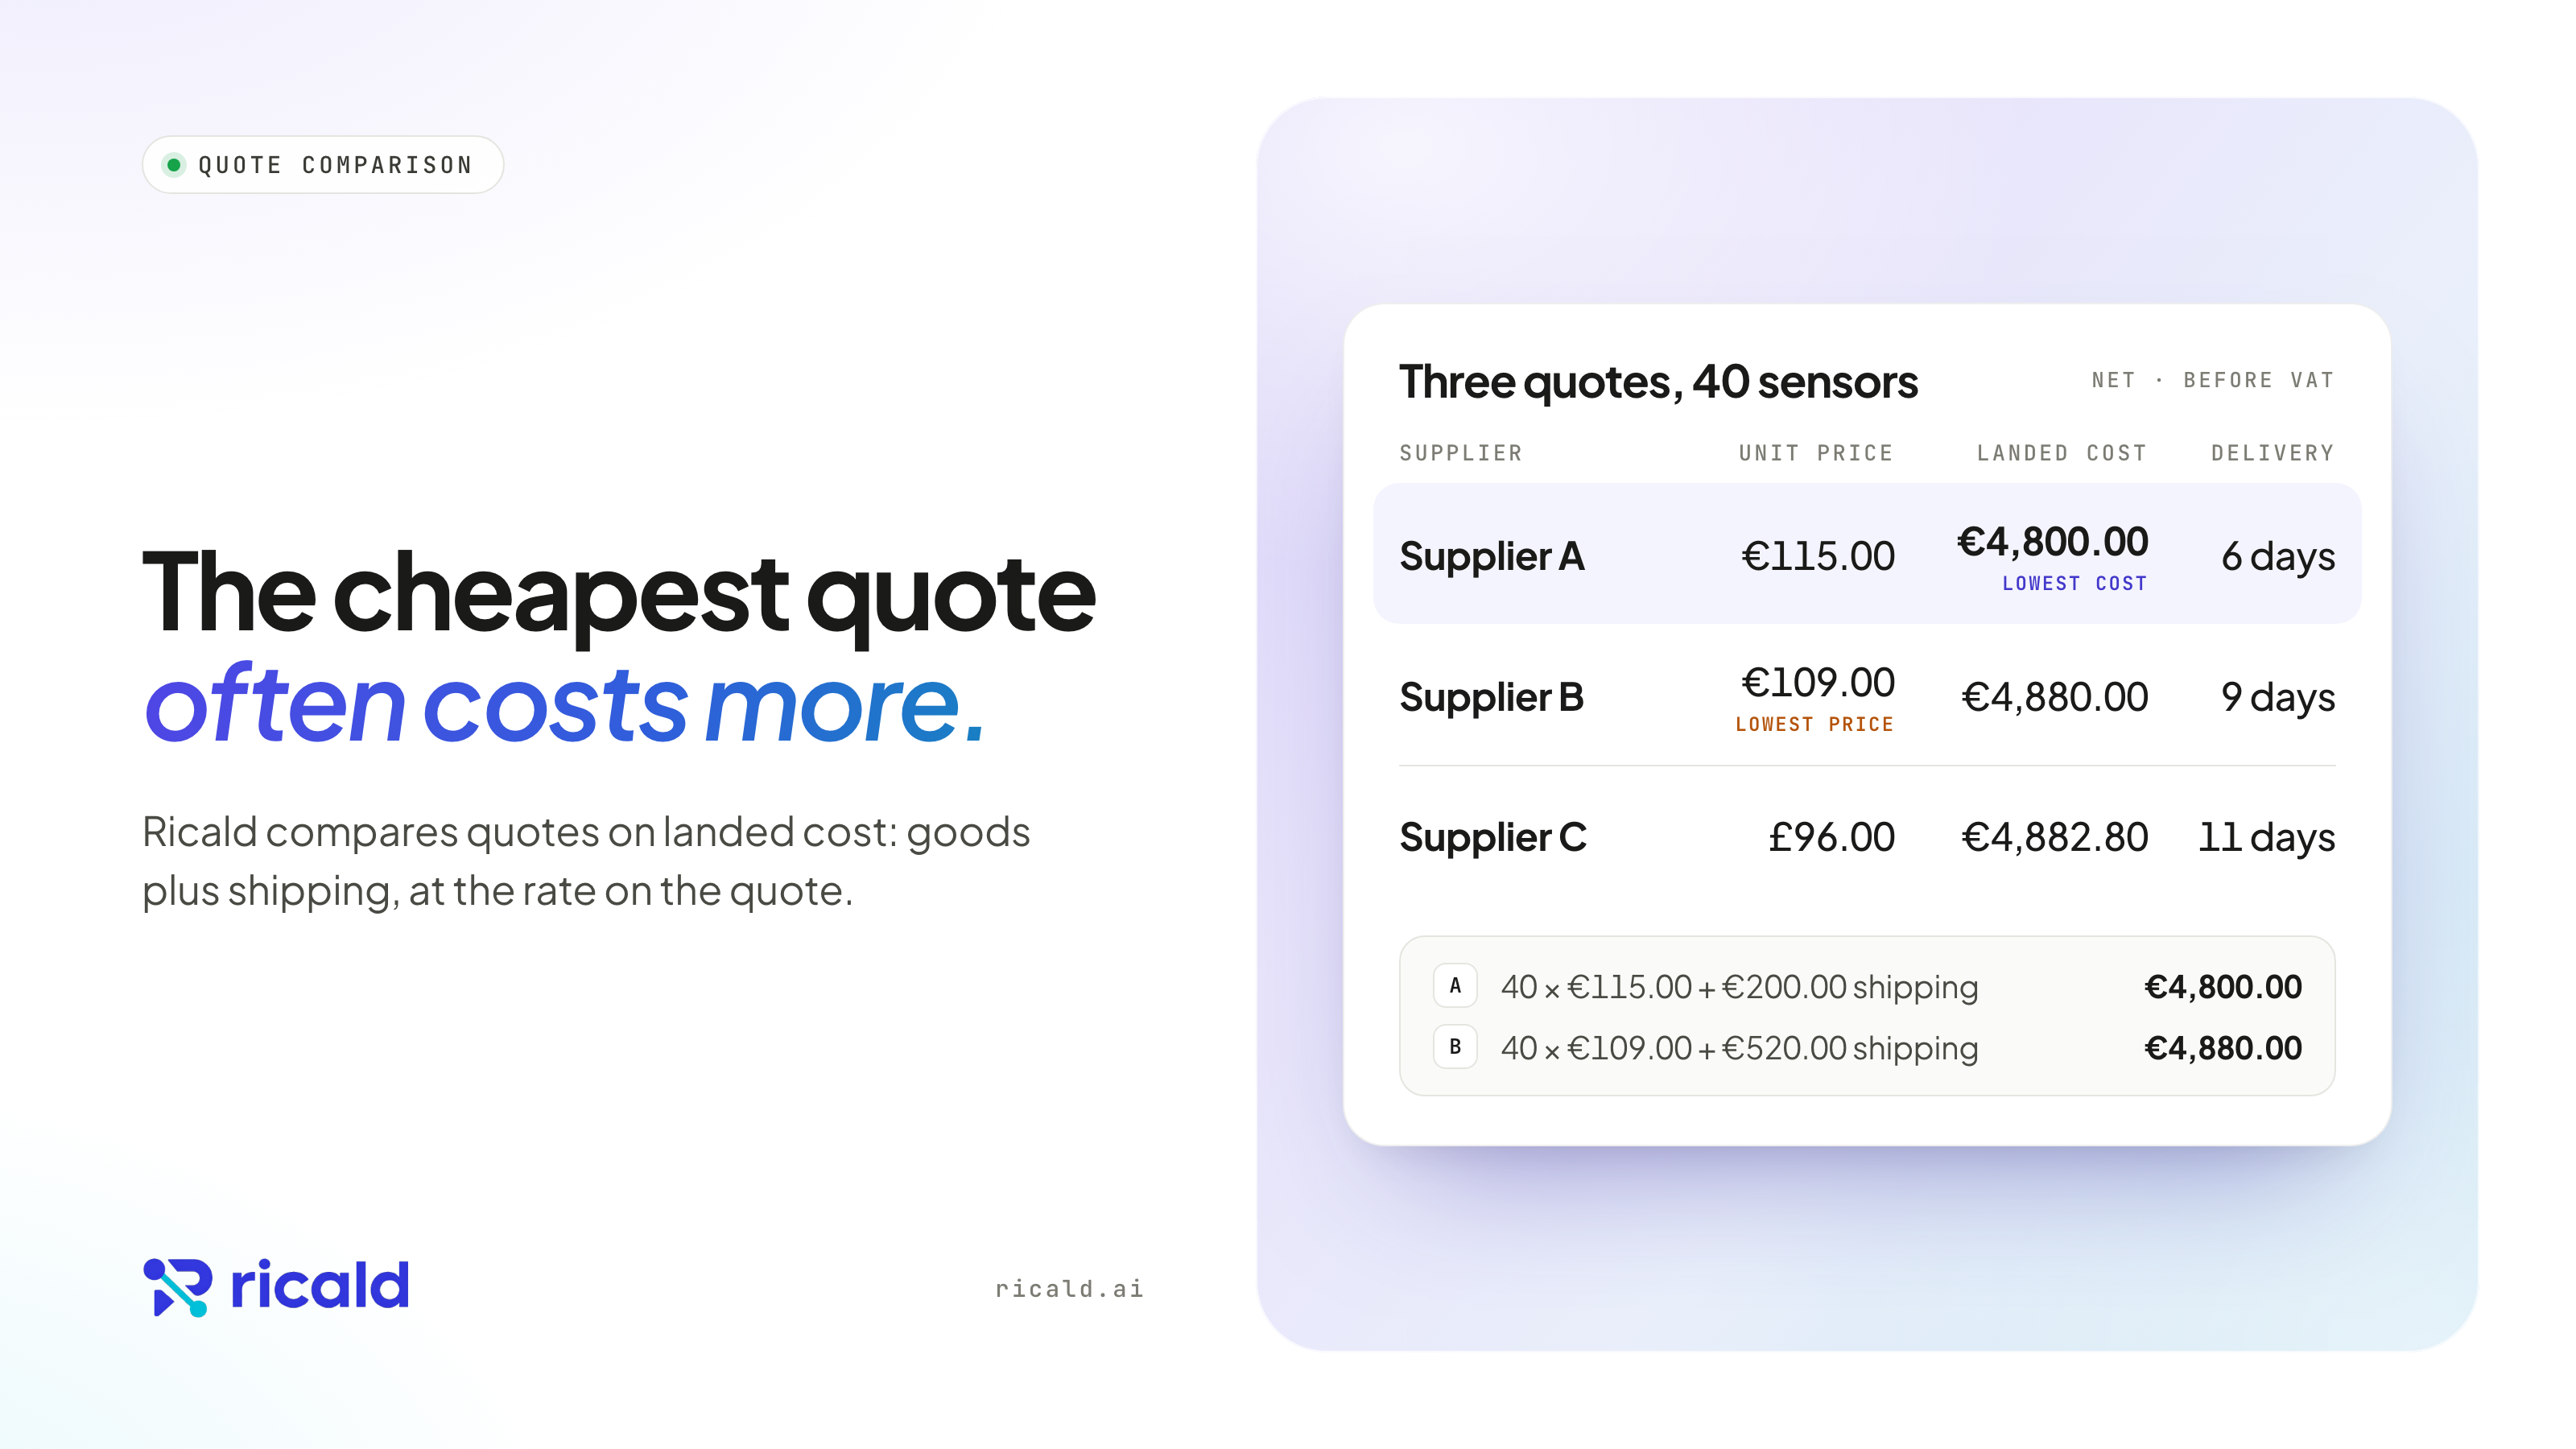 QUOTE COMPARISON
The cheapest quote
often costs more.
Ricald compares quotes on landed cost: goods
plus shipping, at the rate on the quote.
ricald
ricald.ai
Three quotes, 40 sensors
NET · BEFORE VAT
SUPPLIER UNIT PRICE LANDED COST DELIVERY
Supplier A €115.00 €4,800.00 6 days
LOWEST COST
Supplier B €109.00 €4,880.00 9 days
LOWEST PRICE
Supplier C £96.00 €4,882.80 11 days
A 40 × €115.00 + €200.00 shipping €4,800.00
B 40 × €109.00 + €520.00 shipping €4,880.00